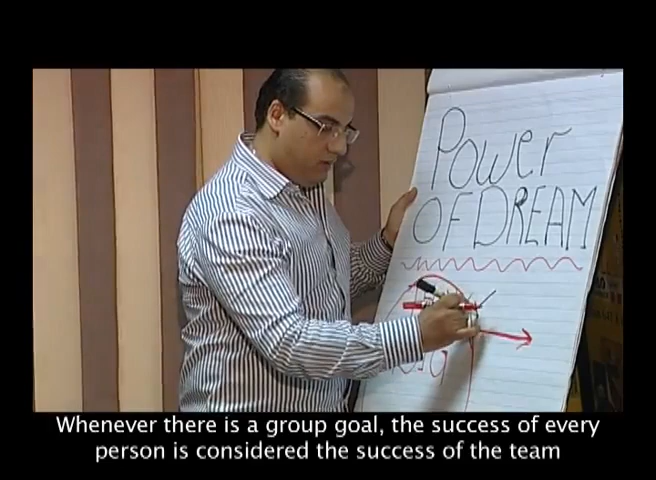 Power
OF DREAM
Whenever there is a group goal, the success of every
person is considered the success of the team